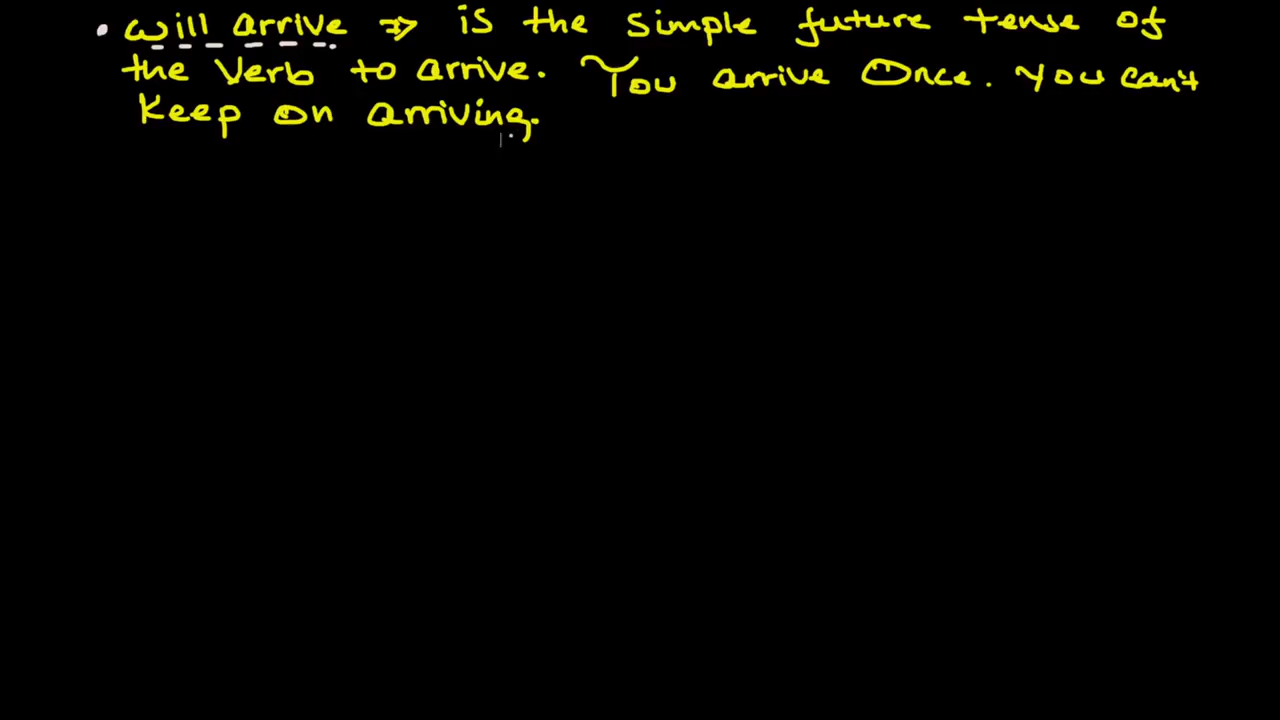 • will arrive ⇒ is the simple future tense of
the verb to arrive. You arrive once. You can't
keep on arriving.